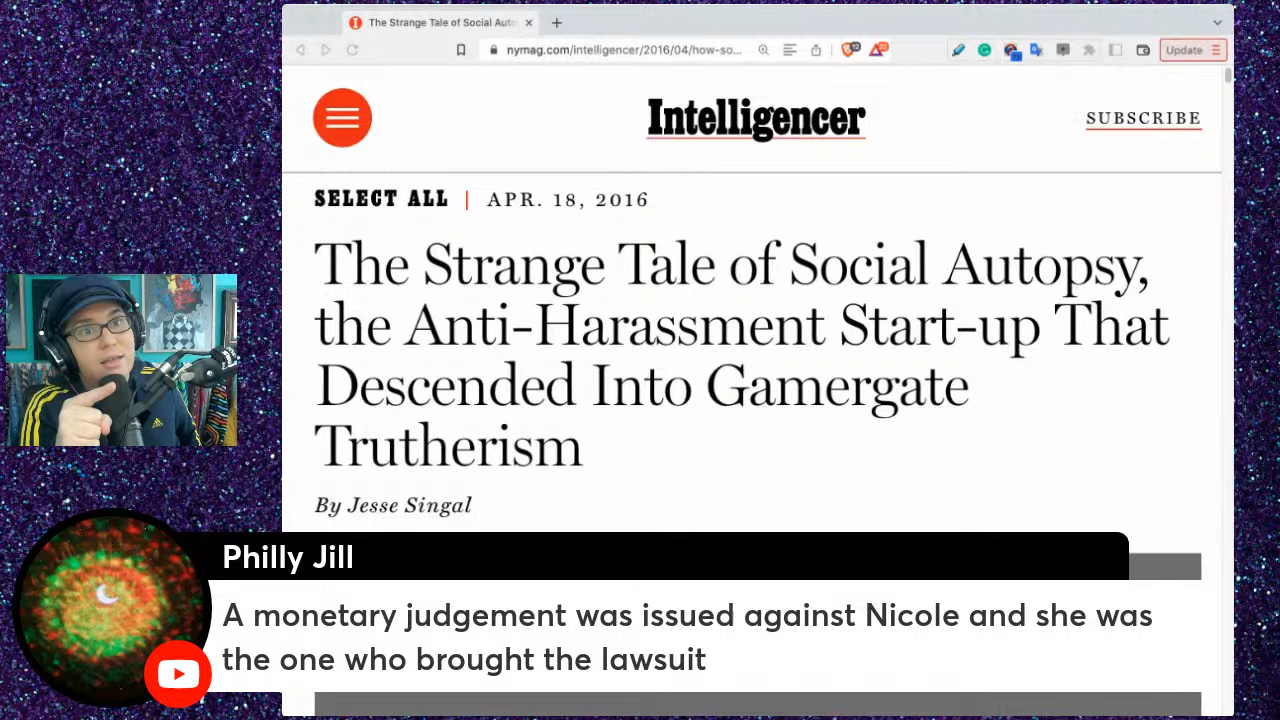 The Strange Tale of Social Auto
nymag.com/intelligencer/2016/04/how-so...
Update
Intelligencer
SUBSCRIBE
SELECT ALL | APR. 18, 2016
The Strange Tale of Social Autopsy,
the Anti-Harassment Start-up That
Descended Into Gamergate
Trutherism
By Jesse Singal
Philly Jill
A monetary judgement was issued against Nicole and she was
the one who brought the lawsuit